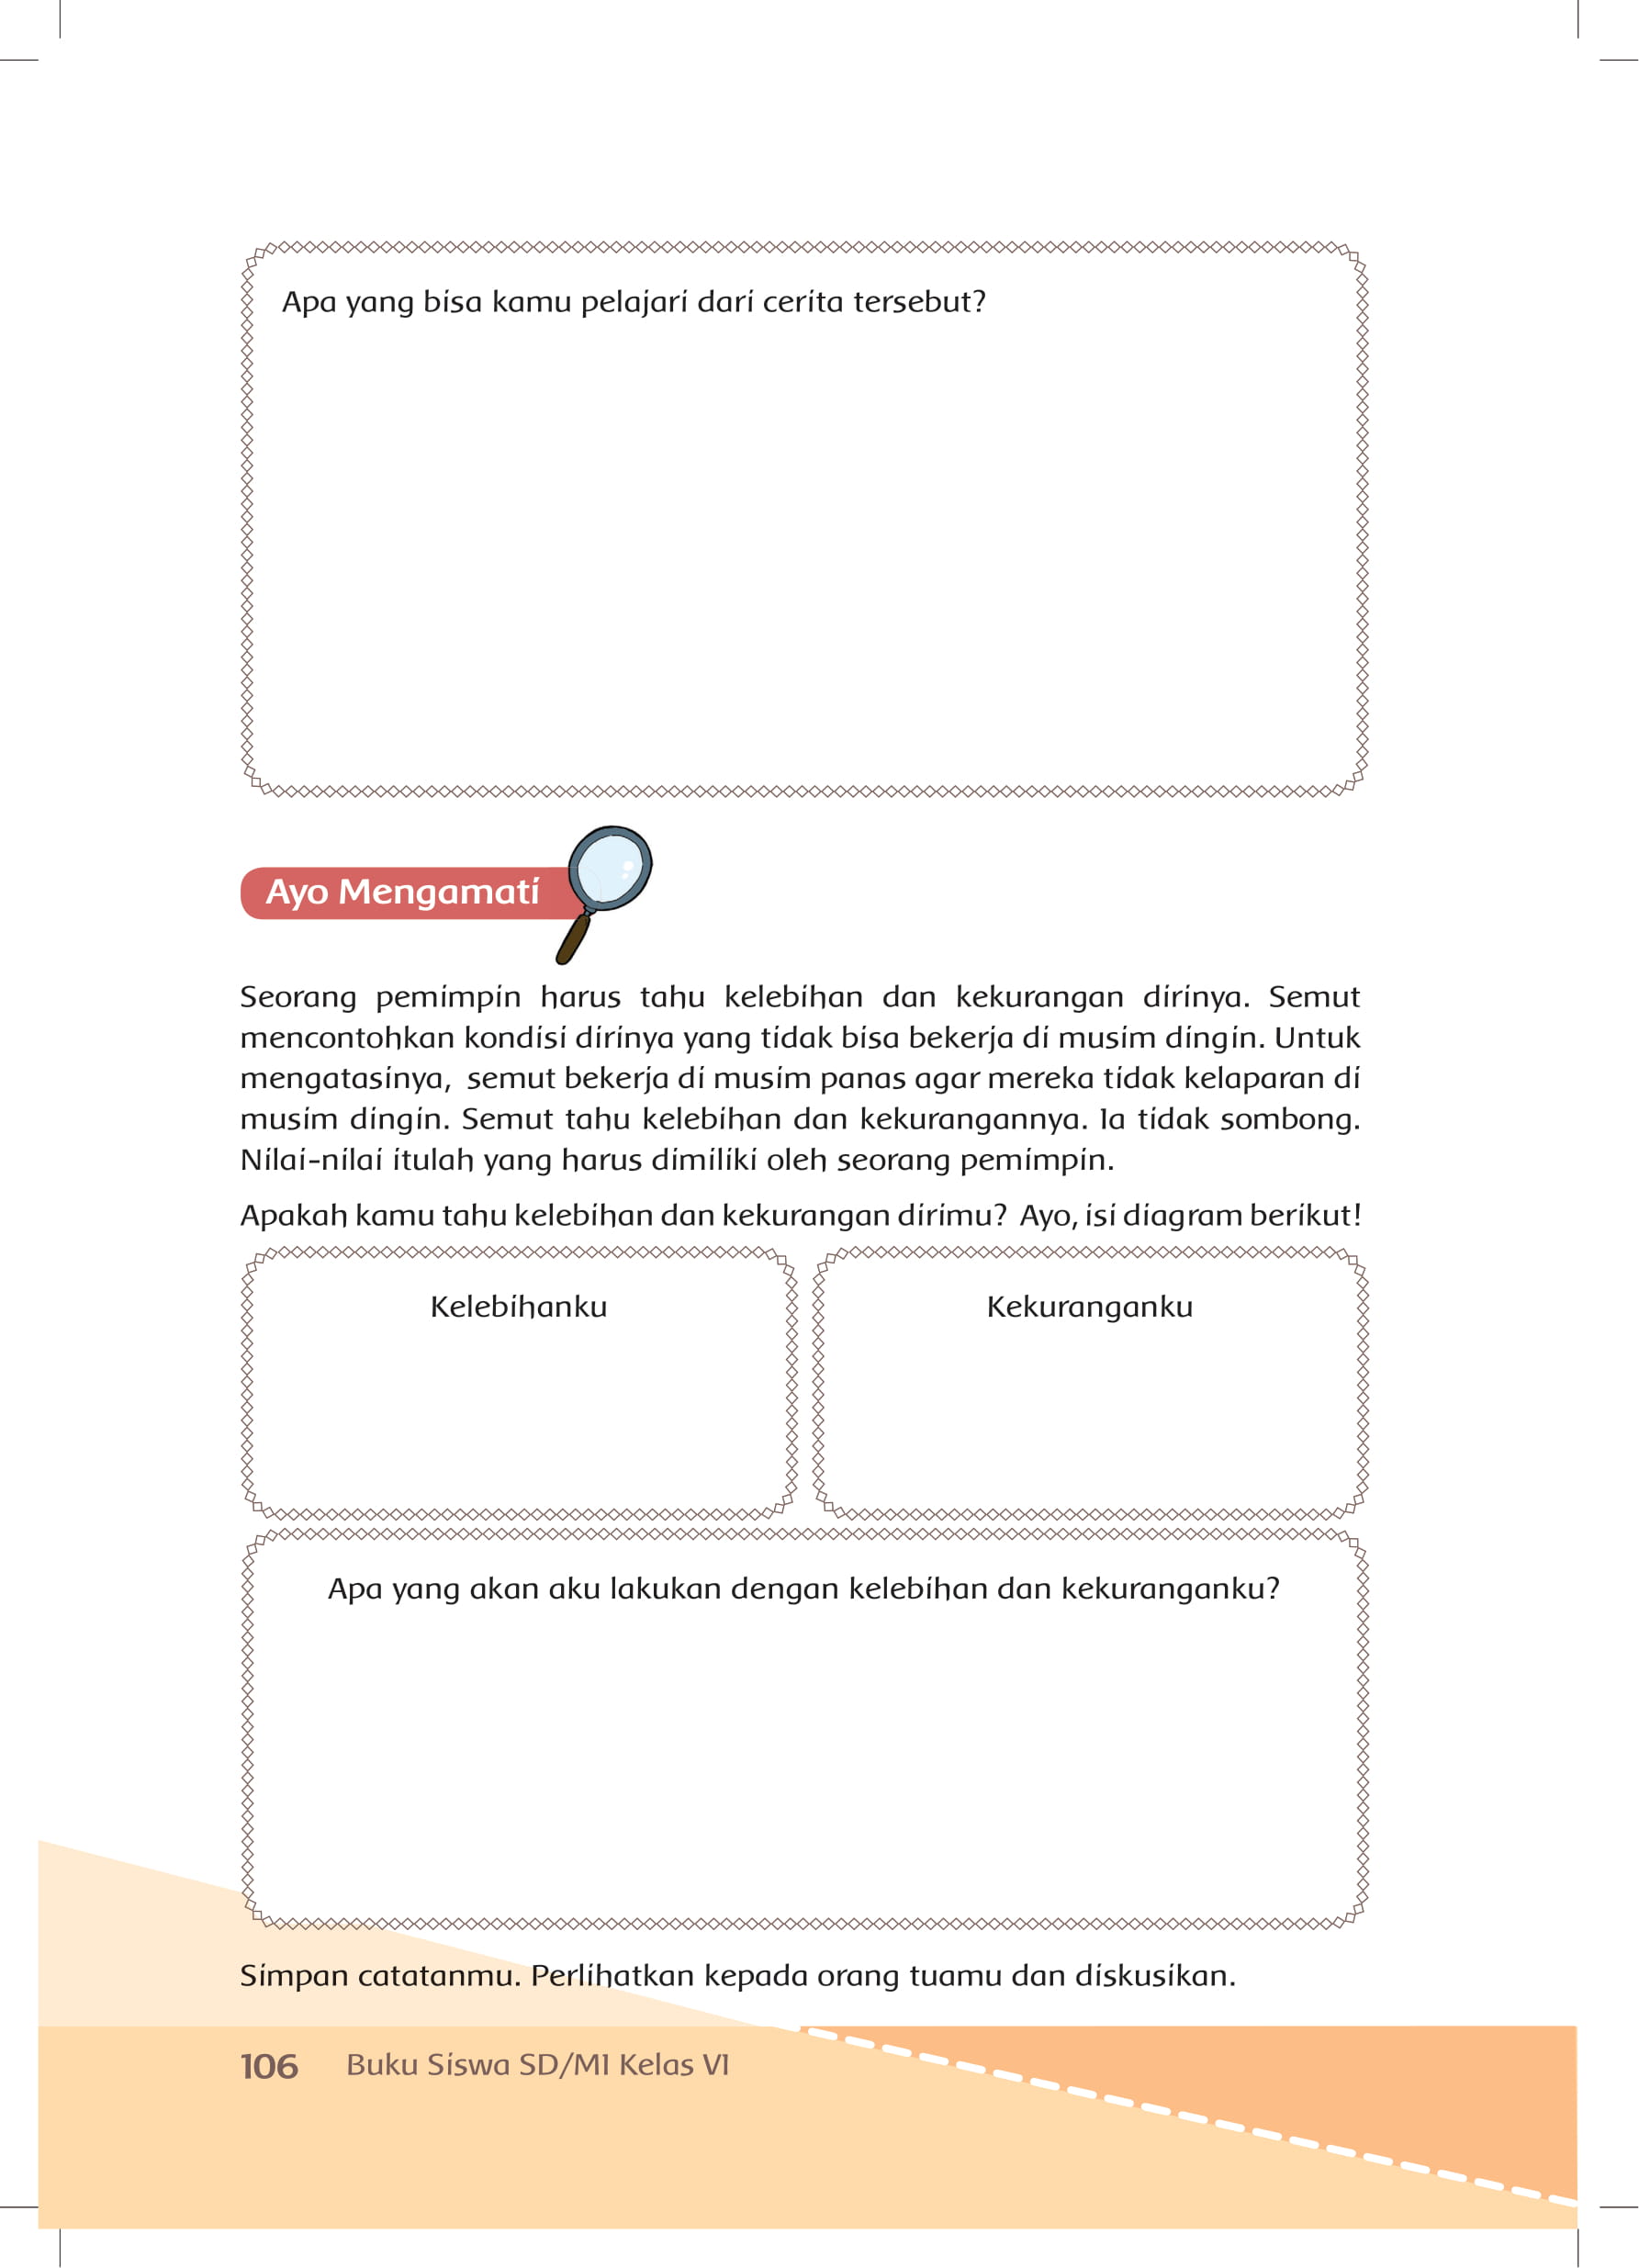 Apa yang bisa kamu pelajari dari cerita tersebut?
Ayo Mengamati
Seorang pemimpin harus tahu kelebihan dan kekurangan dirinya. Semut
mencontohkan kondisi dirinya yang tidak bisa bekerja di musim dingin. Untuk
mengatasinya, semut bekerja di musim panas agar mereka tidak kelaparan di
musim dingin. Semut tahu kelebihan dan kekurangannya. Ia tidak sombong.
Nilai-nilai itulah yang harus dimiliki oleh seorang pemimpin.
Apakah kamu tahu kelebihan dan kekurangan dirimu? Ayo, isi diagram berikut!
Kelebihanku
Kekuranganku
Apa yang akan aku lakukan dengan kelebihan dan kekuranganku?
Simpan catatanmu. Perlihatkan kepada orang tuamu dan diskusikan.
106 Buku Siswa SD/MI Kelas VI